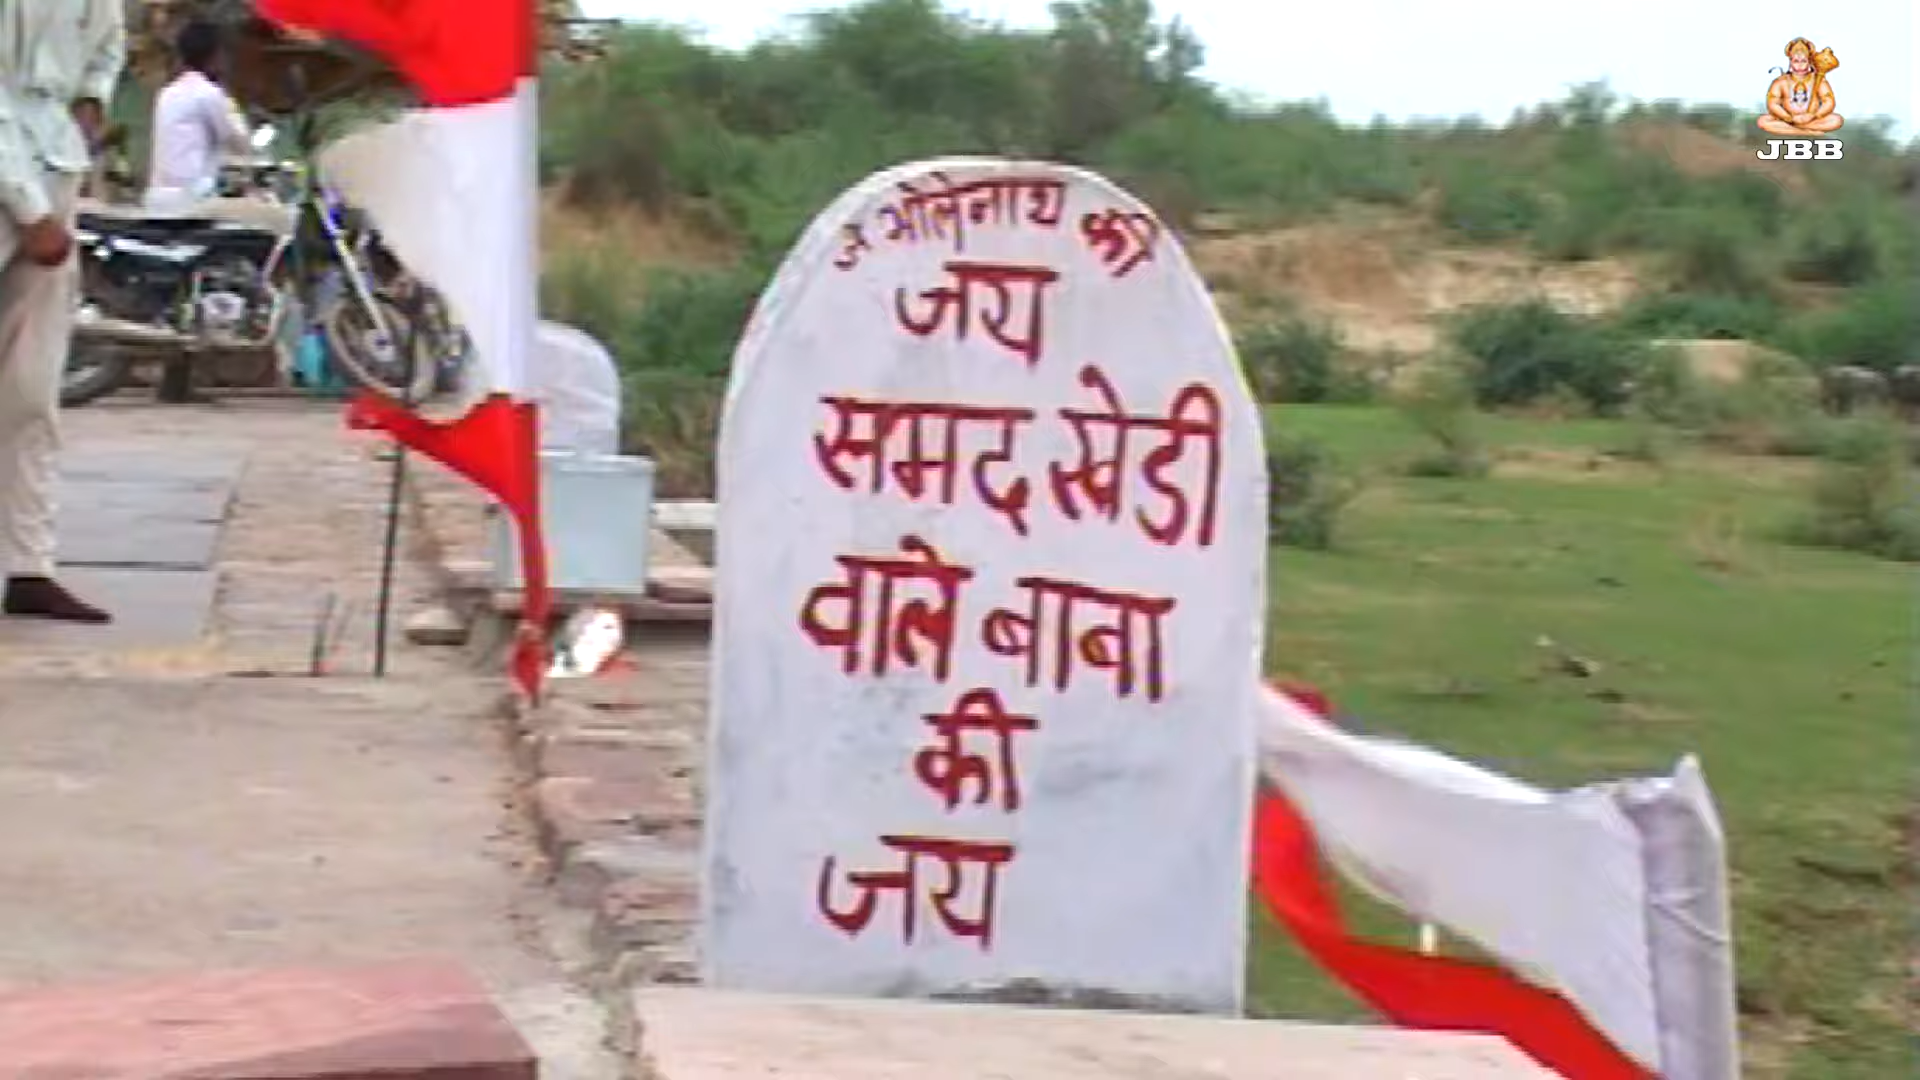 जै भोलेनाथ की
जय
समद खेडी
वाले बाबा
की
जय
JBB